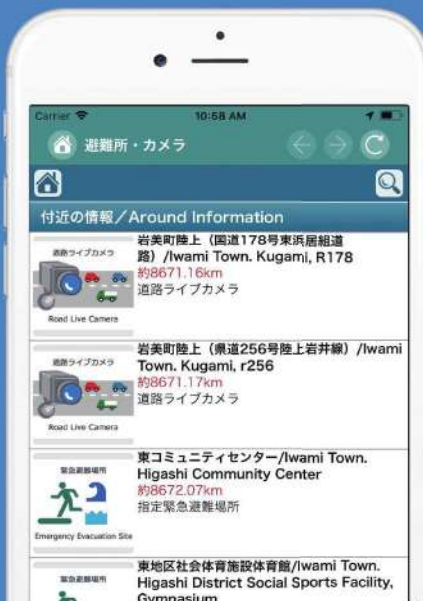 Carrier 10:58 AM
避難所・カメラ
付近の情報/Around Information
道路ライブカメラ
Road Live Camera
岩美町陸上（国道178号東浜居組道
路）/Iwami Town. Kugami, R178
約8671.16km
道路ライブカメラ
道路ライブカメラ
Road Live Camera
岩美町陸上（県道256号陸上岩井線）/Iwami
Town. Kugami, r256
約8671.17km
道路ライブカメラ
緊急避難場所
Emergency Evacuation Site
東コミュニティセンター/Iwami Town.
Higashi Community Center
約8672.07km
指定緊急避難場所
緊急避難場所
東地区社会体育施設体育館/Iwami Town.
Higashi District Social Sports Facility,
Gymnasium